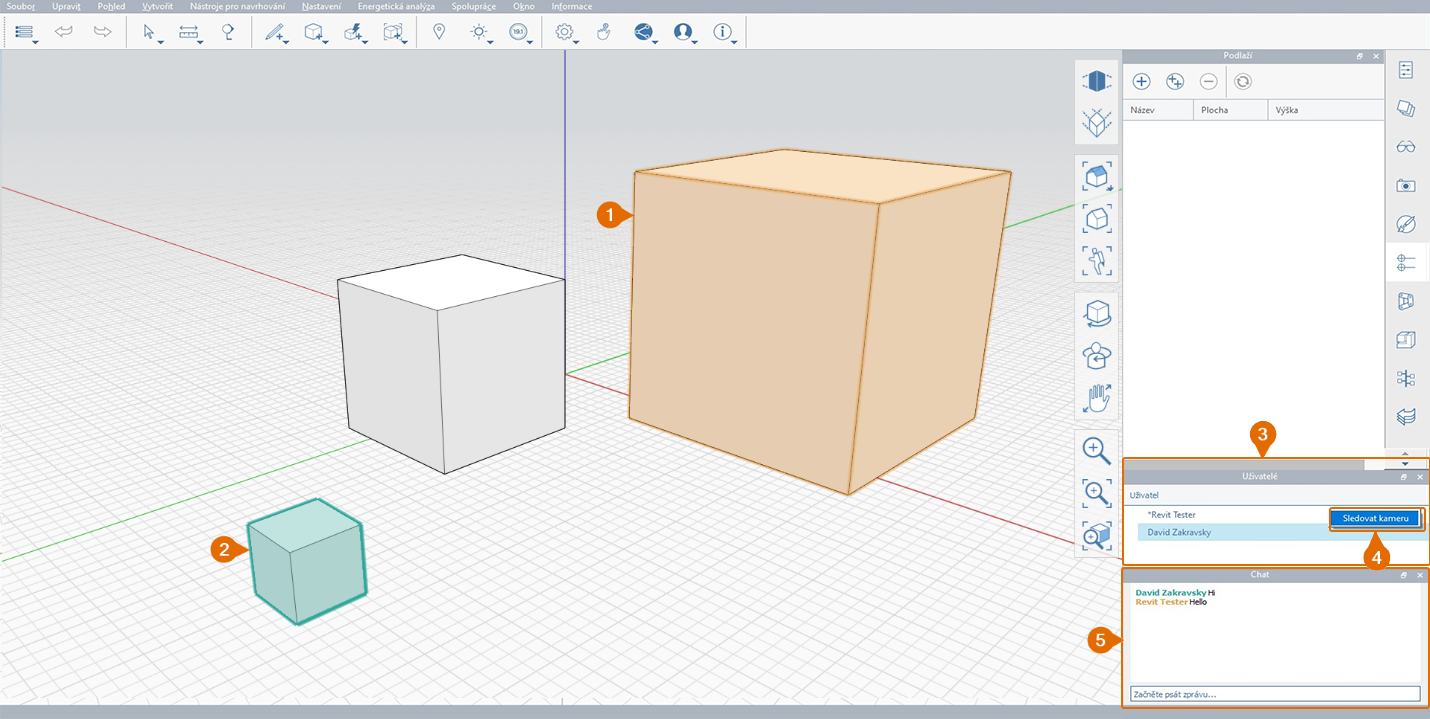 Soubor Upravit Pohled Vytvořit Nástroje pro navrhování Nastavení Energetická analýza Spolupráce Okno Informace
193
Podlaží
Název Plocha Výška
1
2
3
Uživatelé
Uživatel
*Revit Tester
Sledovat kameru
David Zakravsky
4
Chat
David Zakravsky Hi
Revit Tester Hello
5
Začněte psát zprávu...